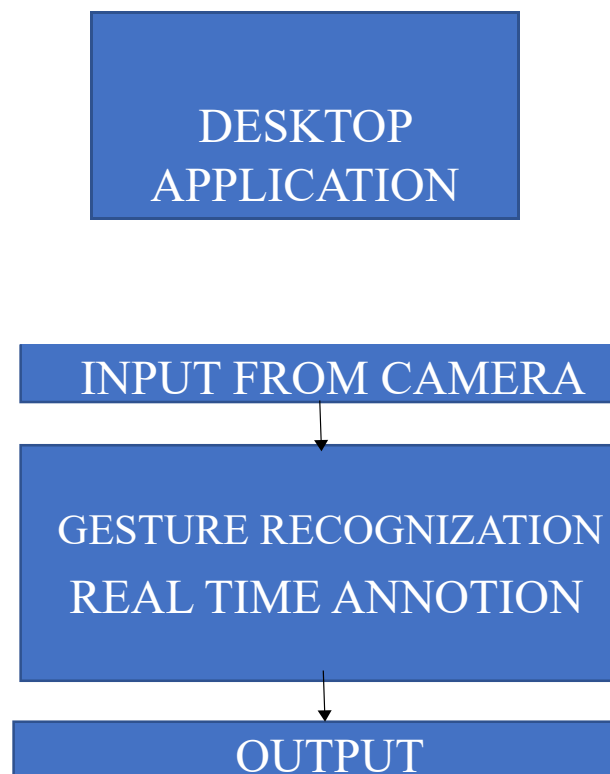 DESKTOP
APPLICATION
INPUT FROM CAMERA
GESTURE RECOGNIZATION
REAL TIME ANNOTION
OUTPUT